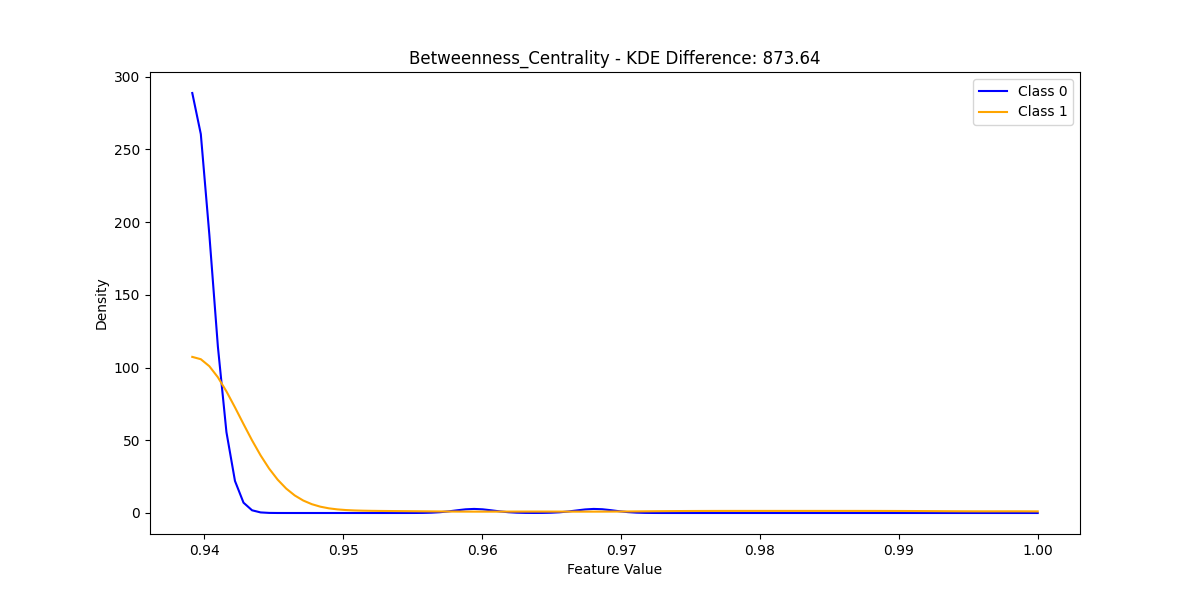 Betweenness_Centrality - KDE Difference: 873.64
Class 0
Class 1
Density
300
250
200
150
100
50
0
0.94 0.95 0.96 0.97 0.98 0.99 1.00
Feature Value